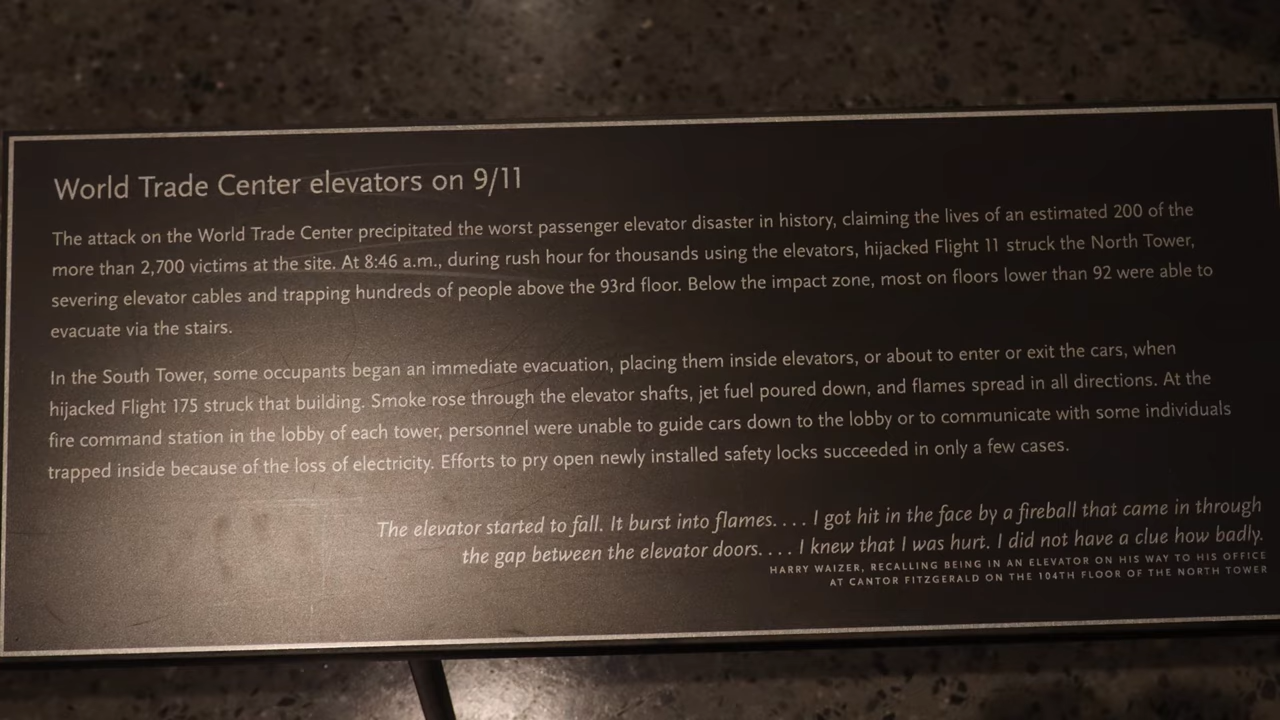 World Trade Center elevators on 9/11
The attack on the World Trade Center precipitated the worst passenger elevator disaster in history, claiming the lives of an estimated 200 of the
more than 2,700 victims at the site. At 8:46 a.m., during rush hour for thousands using the elevators, hijacked Flight 11 struck the North Tower,
severing elevator cables and trapping hundreds of people above the 93rd floor. Below the impact zone, most on floors lower than 92 were able to
evacuate via the stairs.
In the South Tower, some occupants began an immediate evacuation, placing them inside elevators, or about to enter or exit the cars, when
hijacked Flight 175 struck that building. Smoke rose through the elevator shafts, jet fuel poured down, and flames spread in all directions. At the
fire command station in the lobby of each tower, personnel were unable to guide cars down to the lobby or to communicate with some individuals
trapped inside because of the loss of electricity. Efforts to pry open newly installed safety locks succeeded in only a few cases.
The elevator started to fall. It burst into flames. . . . I got hit in the face by a fireball that came in through
the gap between the elevator doors. . . . I knew that I was hurt. I did not have a clue how badly.
HARRY WAIZER, RECALLING BEING IN AN ELEVATOR ON HIS WAY TO HIS OFFICE
AT CANTOR FITZGERALD ON THE 104TH FLOOR OF THE NORTH TOWER